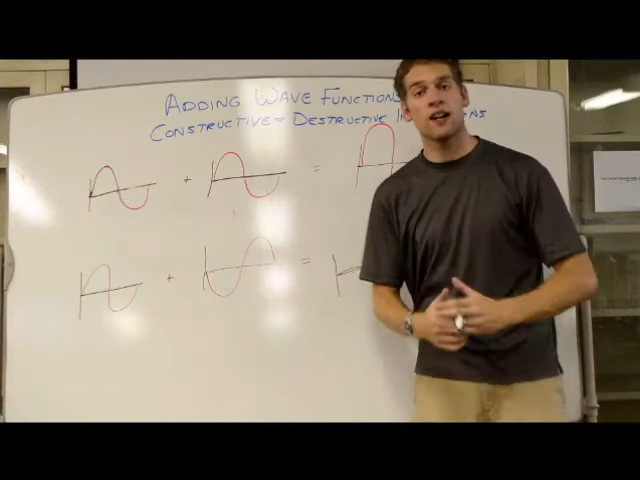 ADDING WAVE FUNCTIONS
CONSTRUCTIVE + DESTRUCTIVE
+ =
+ =